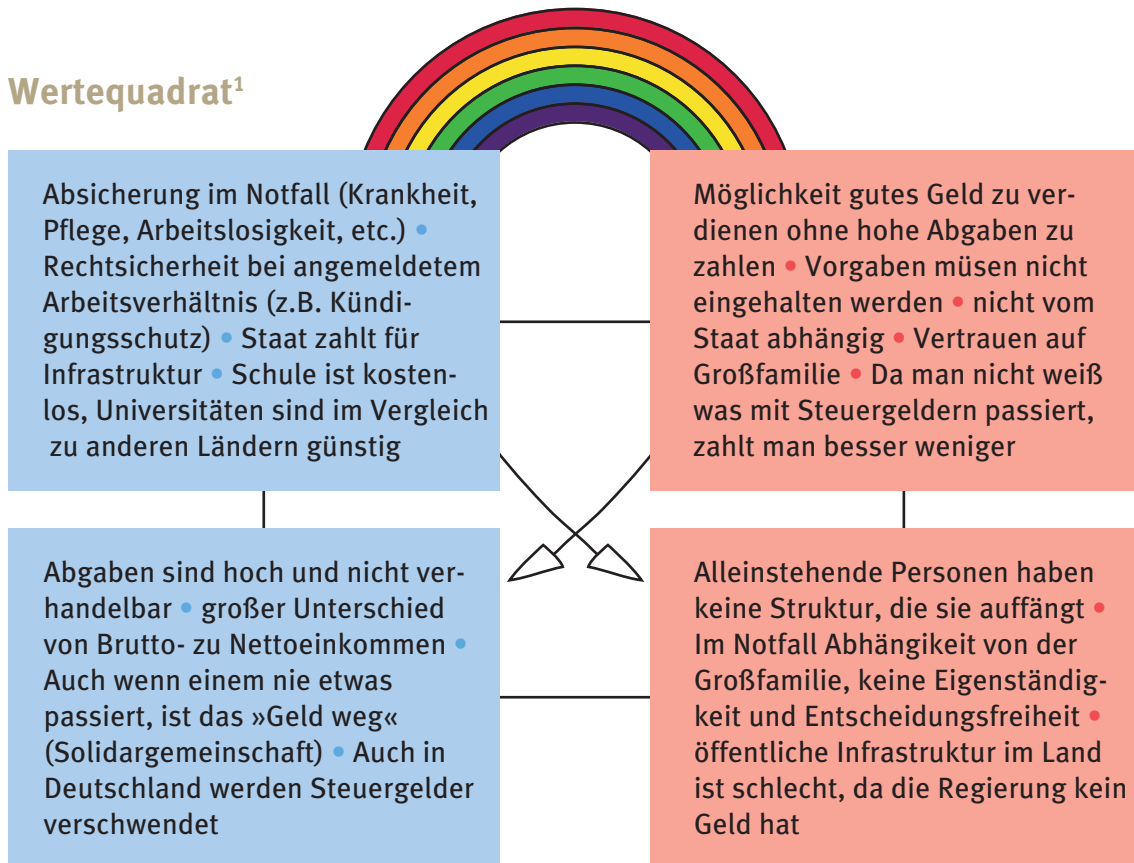 Wertequadrat¹
Absicherung im Notfall (Krankheit,
Pflege, Arbeitslosigkeit, etc.) •
Rechtsicherheit bei angemeldetem
Arbeitsverhältnis (z.B. Kündi-
gungsschutz) • Staat zahlt für
Infrastruktur • Schule ist kosten-
los, Universitäten sind im Vergleich
zu anderen Ländern günstig
Möglichkeit gutes Geld zu ver-
dienen ohne hohe Abgaben zu
zahlen • Vorgaben müsen nicht
eingehalten werden • nicht vom
Staat abhängig • Vertrauen auf
Großfamilie • Da man nicht weiß
was mit Steuergeldern passiert,
zahlt man besser weniger
Abgaben sind hoch und nicht ver-
handelbar • großer Unterschied
von Brutto- zu Nettoeinkommen •
Auch wenn einem nie etwas
passiert, ist das »Geld weg«
(Solidargemeinschaft) • Auch in
Deutschland werden Steuergelder
verschwendet
Alleinstehende Personen haben
keine Struktur, die sie auffängt •
Im Notfall Abhängikeit von der
Großfamilie, keine Eigenständig-
keit und Entscheidungsfreiheit •
öffentliche Infrastruktur im Land
ist schlecht, da die Regierung kein
Geld hat